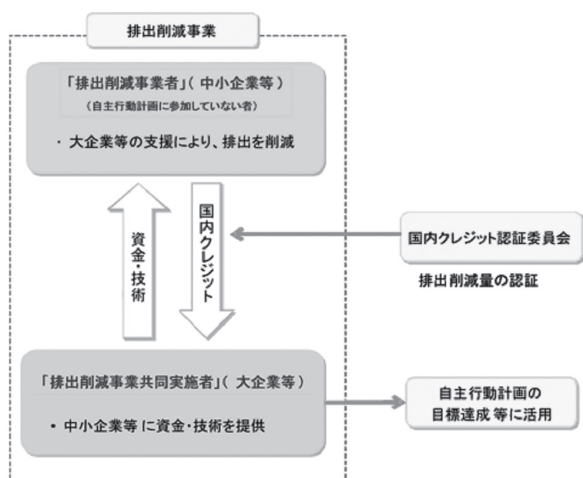 排出削減事業
「排出削減事業者」(中小企業等)
(自主行動計画に参加していない者)
・ 大企業等の支援により、排出を削減
資金・技術
国内クレジット
国内クレジット認証委員会
排出削減量の認証
「排出削減事業共同実施者」(大企業等)
• 中小企業等に資金・技術を提供
自主行動計画の
目標達成等に活用